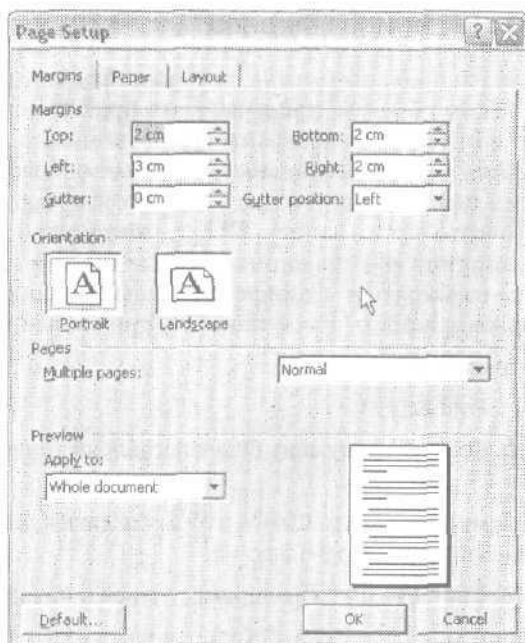 Page Setup
Margins Paper Layout
Margins
Top: 2 cm Bottom: 2 cm
Left: 3 cm Right: 2 cm
Gutter: 0 cm Gutter position: Left
Orientation
A A
Portrait Landscape
Pages
Multiple pages: Normal
Preview
Apply to:
Whole document
Default... OK Cancel